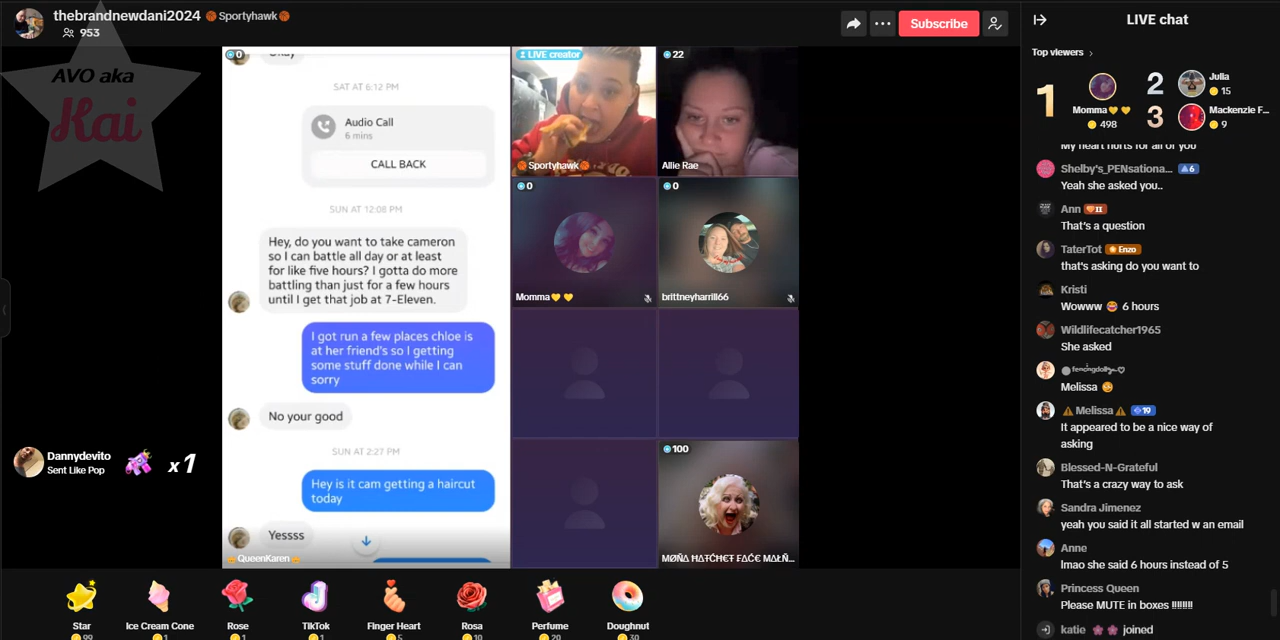 thebrandnewdani2024 🏀 Sportyhawk🏀
953
Subscribe
AVO aka
Kai
0
Okay
SAT AT 6:12 PM
Audio Call
6 mins
CALL BACK
SUN AT 12:08 PM
Hey, do you want to take cameron
so I can battle all day or at least
for like five hours? I gotta do more
battling than just for a few hours
until I get that job at 7-Eleven.
I got run a few places chloe is
at her friend's so I getting
some stuff done while I can
sorry
No your good
SUN AT 2:27 PM
Hey is it cam getting a haircut
today
Yessss
QueenKaren
LIVE creator
🏀 Sportyhawk🏀
22
Allie Rae
0
Momma💛 💛
0
brittneyharrill66
100
MØÑΔ ĦΔŦĆĦ€Ŧ FΔĆ€ MΔŁÑ...
Dannydevito
Sent Like Pop
x1
Star
99
Ice Cream Cone
1
Rose
1
TikTok
1
Finger Heart
5
Rosa
10
Perfume
20
Doughnut
30
LIVE chat
Top viewers
1
Momma💛 💛
498
2
Julia
15
3
Mackenzie F...
9
My heart hurts for all of you
Shelby's_PENsationa... 6
Yeah she asked you..
Ann II
That's a question
TaterTot Enzo
that's asking do you want to
Kristi
Wowww 🤩 6 hours
Wildlifecatcher1965
She asked
Melissa
⚠Melissa⚠ 19
It appeared to be a nice way of
asking
Blessed-N-Grateful
That's a crazy way to ask
Sandra Jimenez
yeah you said it all started w an email
Anne
lmao she said 6 hours instead of 5
Princess Queen
Please MUTE in boxes !!!!!!!!
katie 🌸 🌸 joined